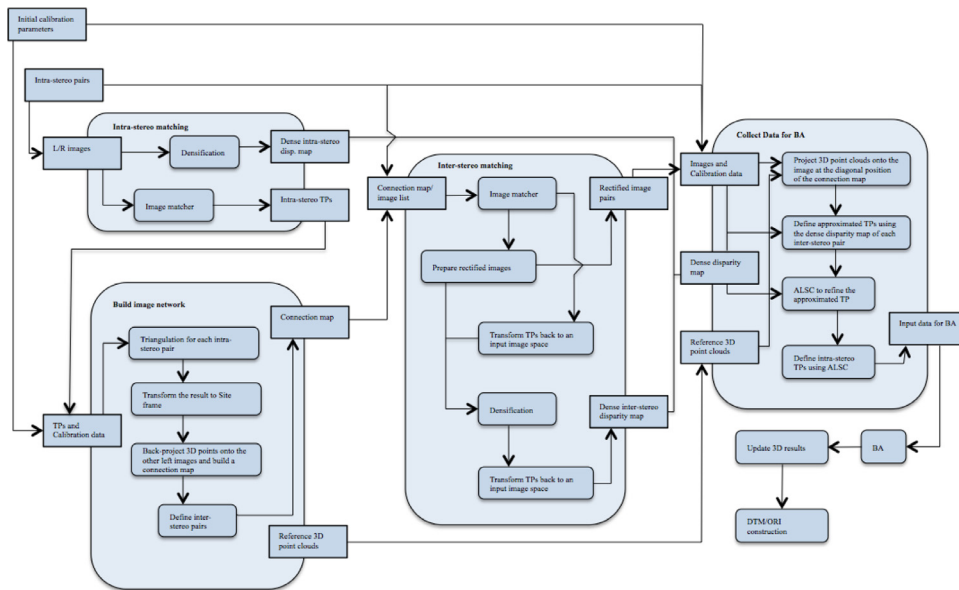 Initial calibration
parameters
Intra-stereo pairs
Intra-stereo matching
L/R images
Densification
Dense intra-stereo
disp. map
Image matcher
Intra-stereo TPs
Build image network
Triangulation for each intra-
stereo pair
Connection map
Transform the result to Site
frame
TPs and
Calibration data
Back-project 3D points onto the
other left images and build a
connection map
Define inter-
stereo pairs
Reference 3D
point clouds
Inter-stereo matching
Connection map/
image list
Image matcher
Rectified image
pairs
Prepare rectified images
Transform TPs back to an
input image space
Densification
Dense inter-stereo
disparity map
Transform TPs back to an
input image space
Collect Data for BA
Images and
Calibration data
Project 3D point clouds onto the
image at the diagonal position
of the connection map
Define approximated TPs using
the dense disparity map of each
inter-stereo pair
Dense disparity
map
ALSC to refine the
approximated TP
Input data for BA
Reference 3D
point clouds
Define intra-stereo
TPs using ALSC
Update 3D results
BA
DTM/ORI
construction